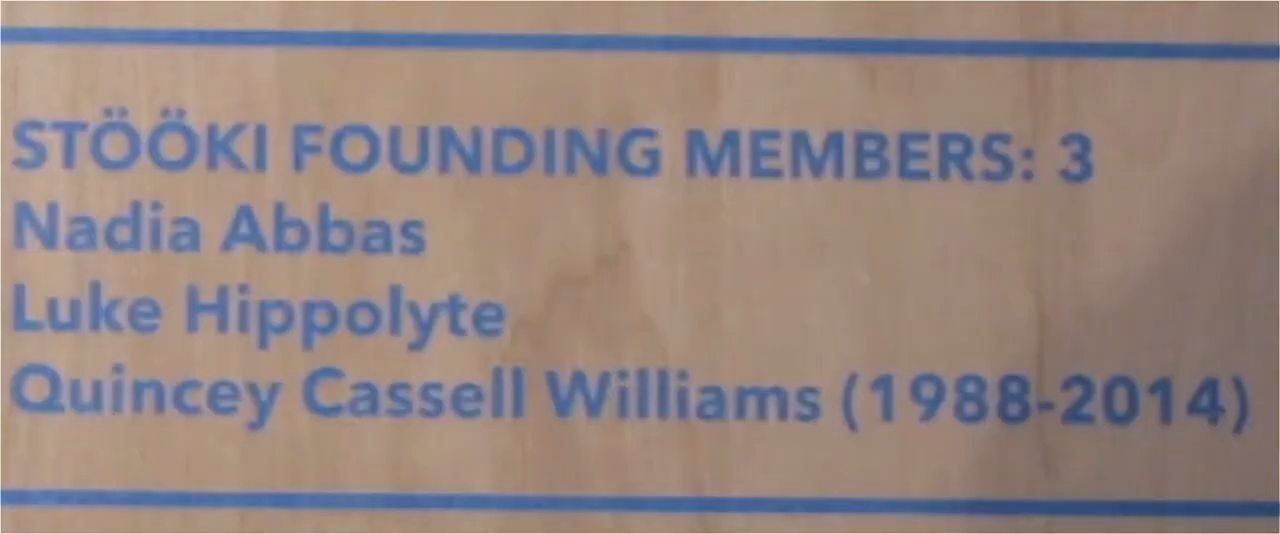 STÖÖKI FOUNDING MEMBERS: 3
Nadia Abbas
Luke Hippolyte
Quincey Cassell Williams (1988-2014)